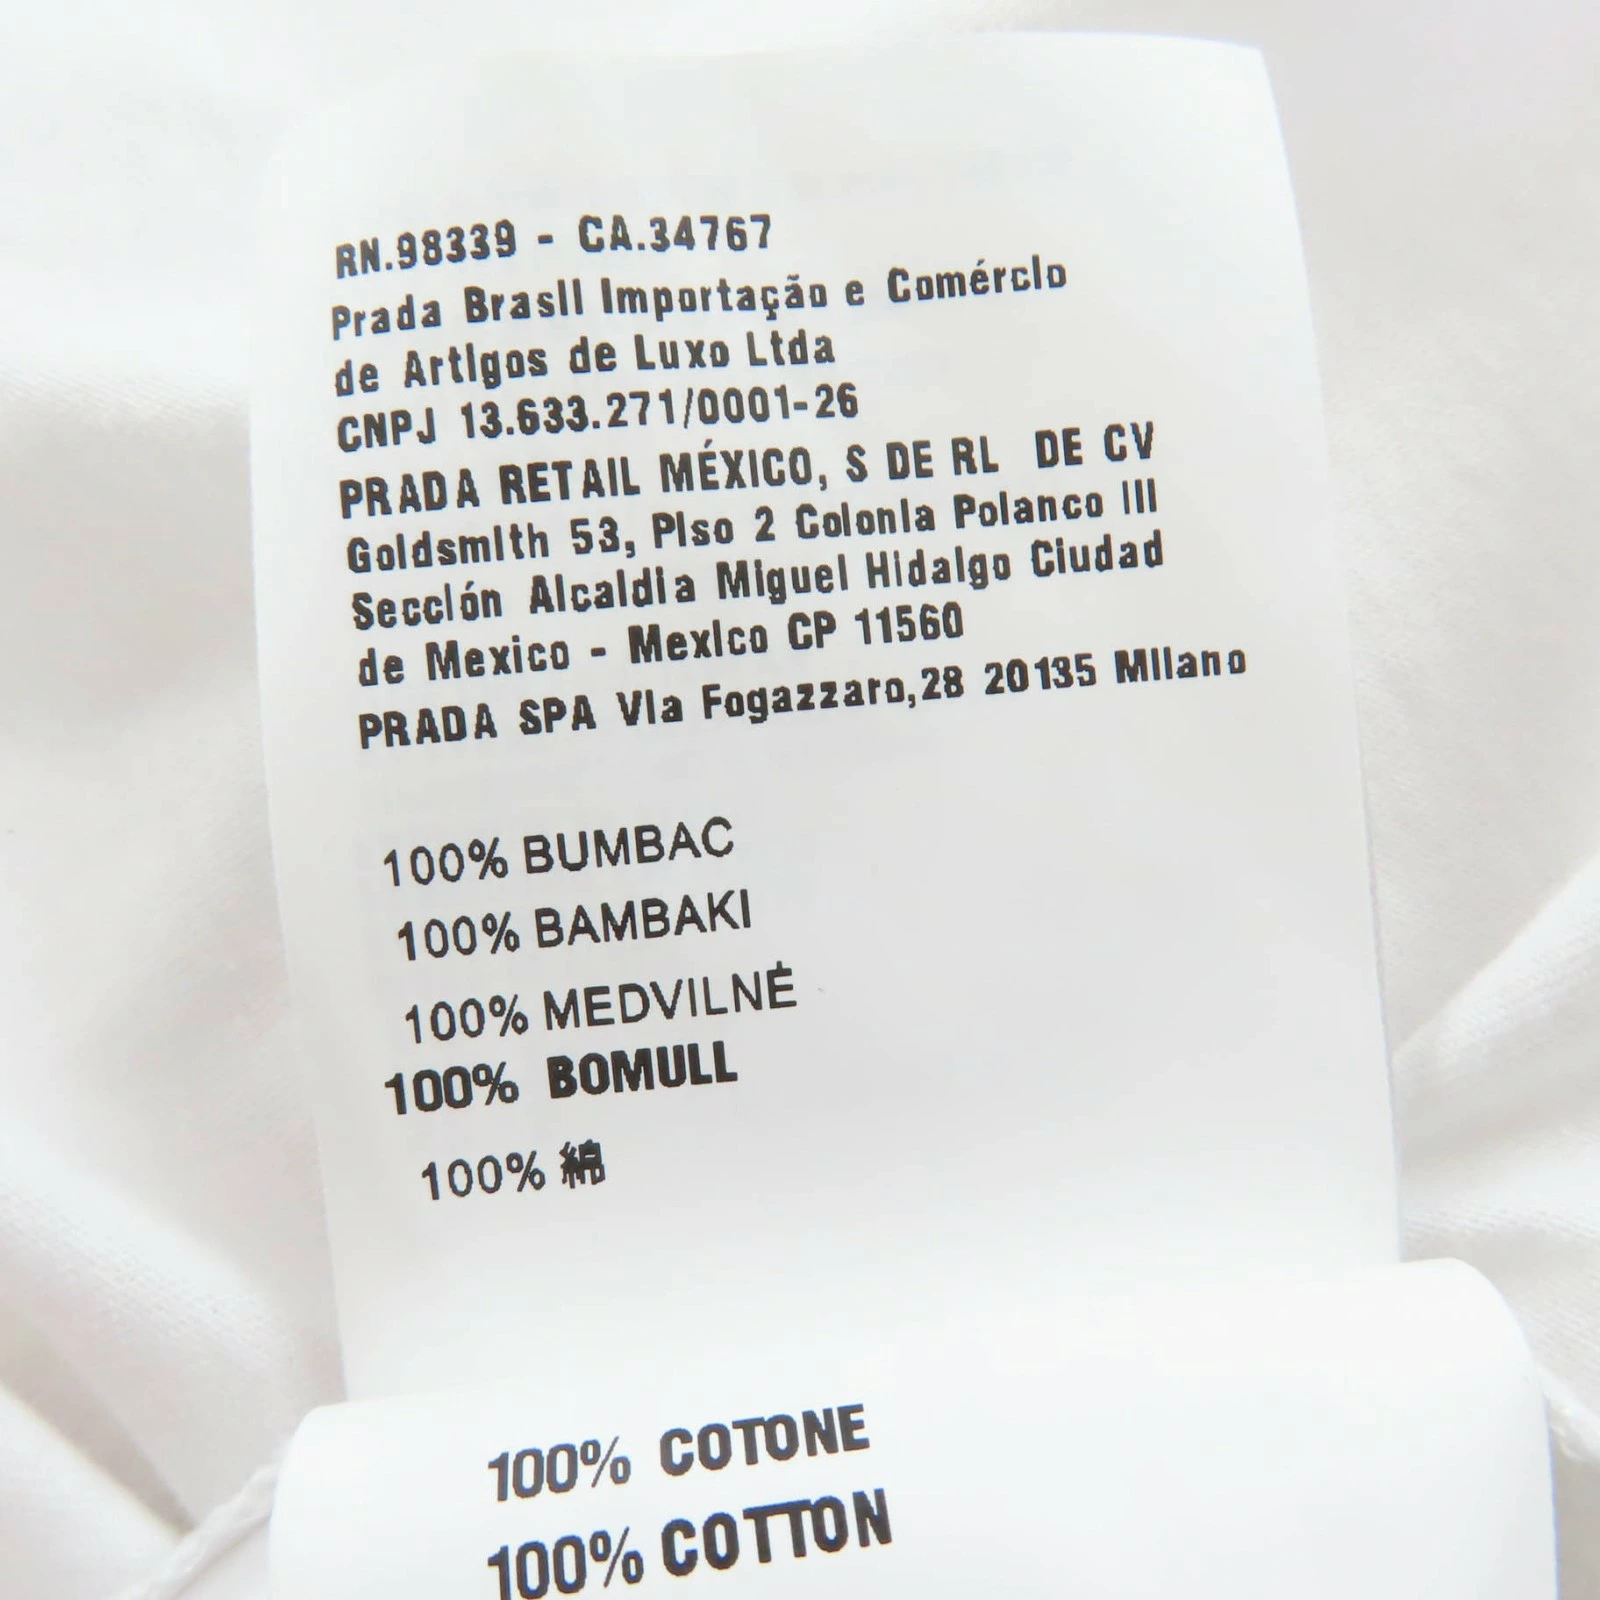 RN.98339 - CA.34767
Prada Brasil Importação e Comércio
de Artigos de Luxo Ltda
CNPJ 13.633.271/0001-26
PRADA RETAIL MÉXICO, S DE RL DE CV
Goldsmith 53, Piso 2 Colonia Polanco III
Sección Alcaldia Miguel Hidalgo Ciudad
de Mexico - Mexico CP 11560
PRADA SPA Via Fogazzaro,28 20135 Milano
100% BUMBAC
100% BAMBAKI
100% MEDVILNĖ
100% BOMULL
100% 綿
100% COTONE
100% COTTON